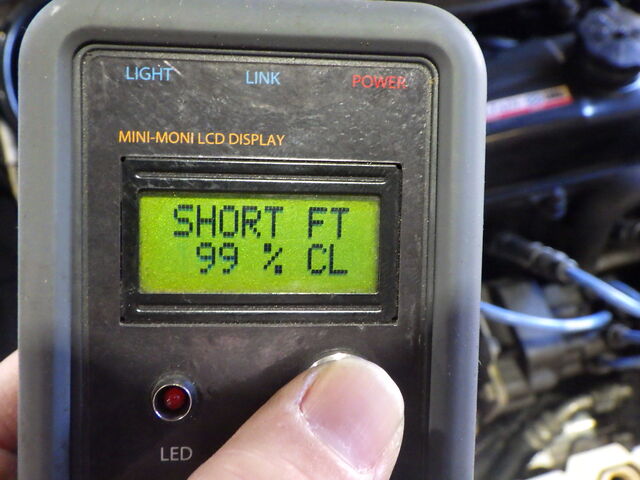 LIGHT LINK POWER
MINI-MONI LCD DISPLAY
SHORT FT
99 % CL
LED